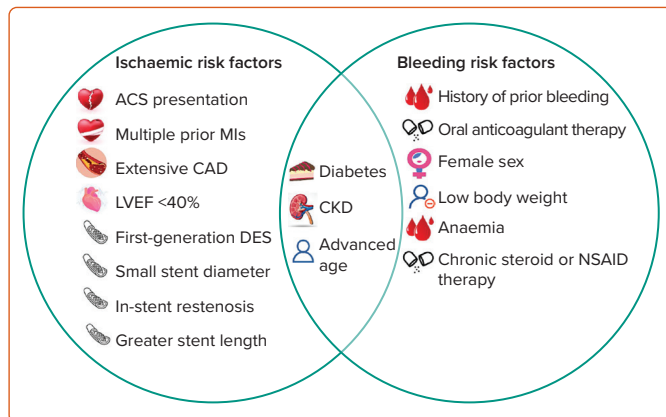 Ischaemic risk factors
ACS presentation
Multiple prior MIs
Extensive CAD
LVEF <40%
First-generation DES
Small stent diameter
In-stent restenosis
Greater stent length
Diabetes
CKD
Advanced
age
Bleeding risk factors
History of prior bleeding
Oral anticoagulant therapy
Female sex
Low body weight
Anaemia
Chronic steroid or NSAID
therapy